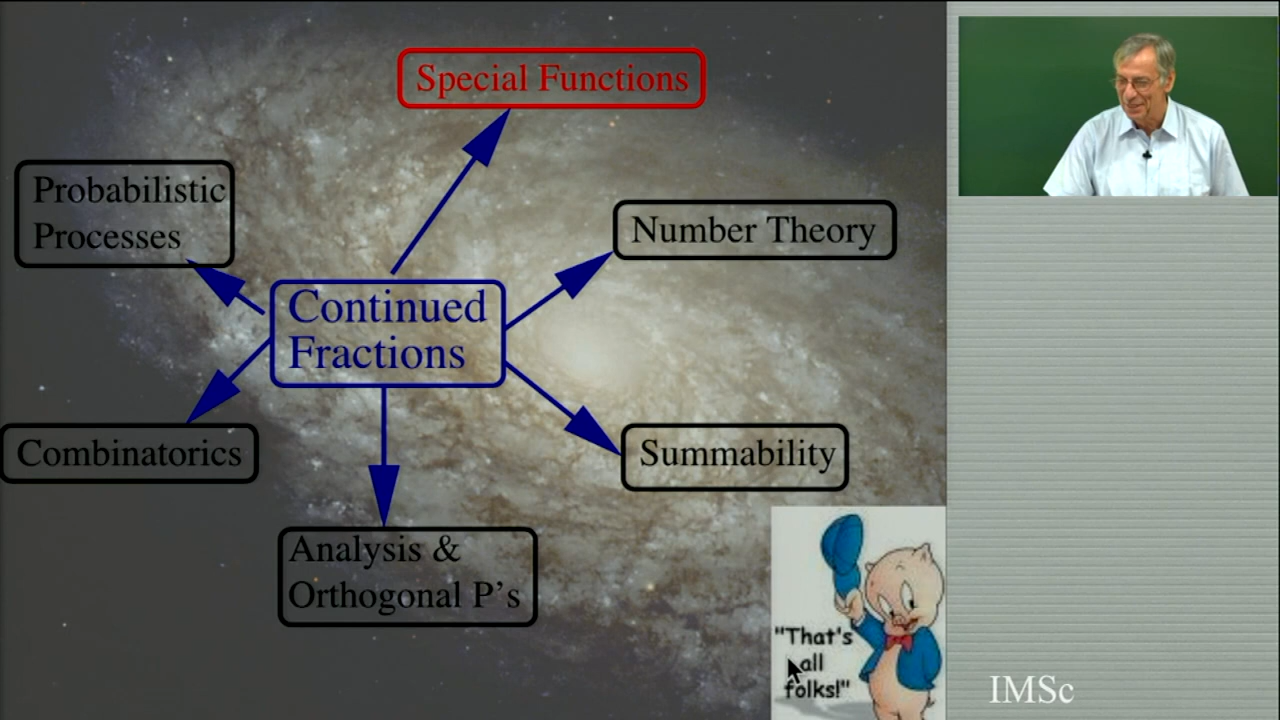 Special Functions
Probabilistic
Processes
Number Theory
Continued
Fractions
Combinatorics
Summability
Analysis &
Orthogonal P's
"That's
all
folks!"
IMSc